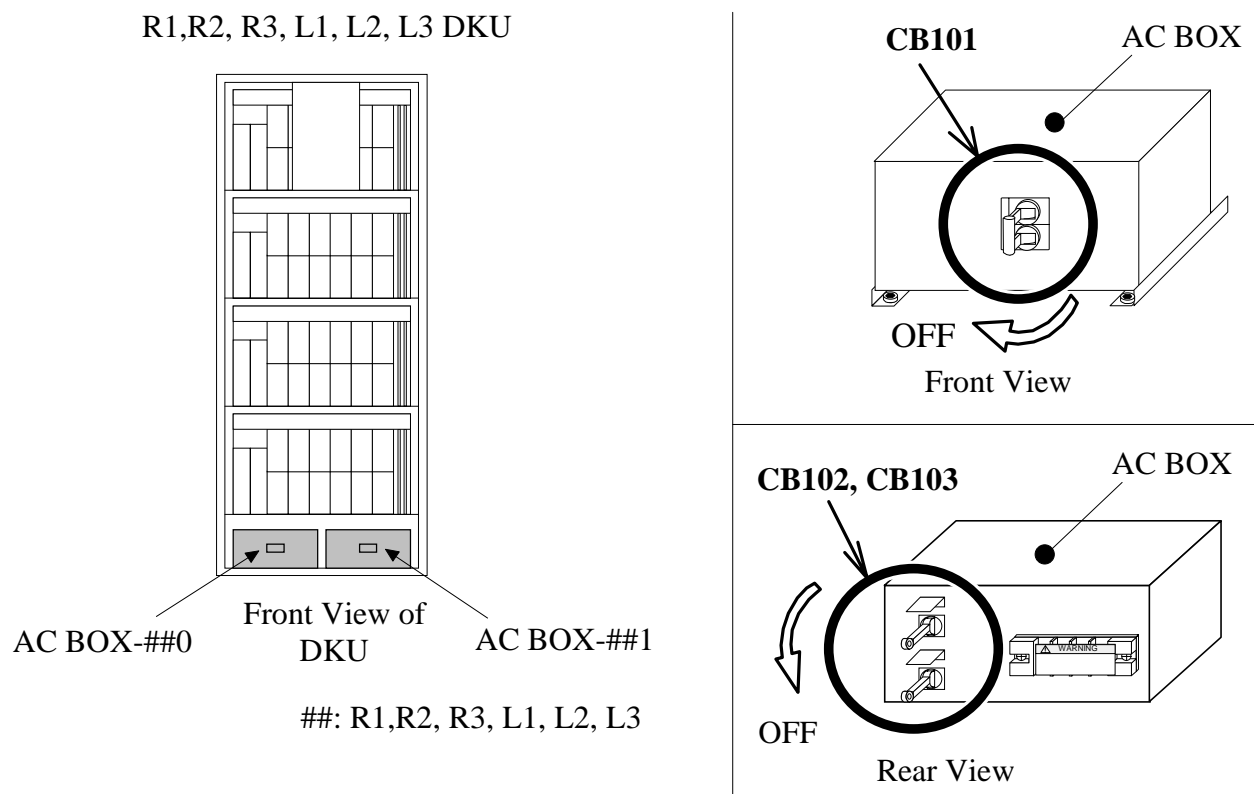 R1,R2, R3, L1, L2, L3 DKU
AC BOX-##0
Front View of
DKU
AC BOX-##1
##: R1,R2, R3, L1, L2, L3
CB101
AC BOX
OFF
Front View
CB102, CB103
AC BOX
WARNING
OFF
Rear View